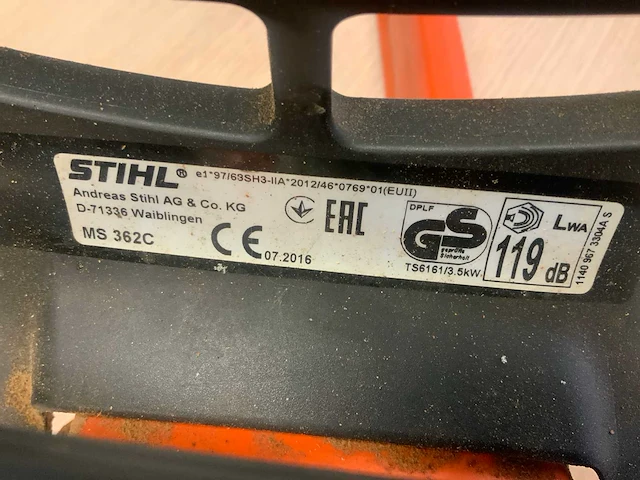 STIHL® e1*97/68SH3-IIA*2012/46*0769*01(EUII)
Andreas Stihl AG & Co. KG
D-71336 Waiblingen
MS 362C
CE 07.2016
EAC
DPLF
GS
geprüfte
Sicherheit
TS6161/3.5kW
LWA
119 dB
1140 967 3304 A S